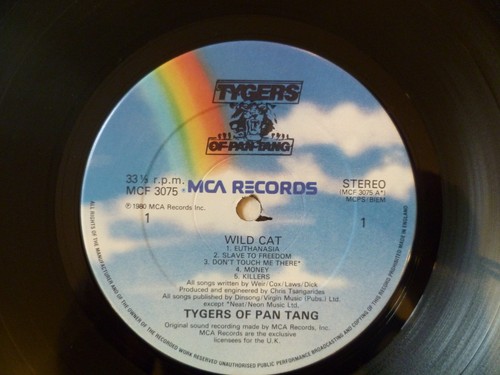 TYGERS
OF PAN TANG
33⅓ r.p.m.
MCF 3075
MCA RECORDS
STEREO
(MCF 3075 A*)
MCPS/BIEM
℗ 1980 MCA Records Inc.
1
1
WILD CAT
1. EUTHANASIA
2. SLAVE TO FREEDOM
3. DON'T TOUCH ME THERE*
4. MONEY
5. KILLERS
All songs written by Weir/Cox/Laws/Dick
Produced and engineered by Chris Tsangarides
All songs published by Dinsong/Virgin Music (Pubs.) Ltd.
except *Neat/Neon Music Ltd.
TYGERS OF PAN TANG
Original sound recording made by MCA Records, Inc.
MCA Records are the exclusive
licensees for the U.K.
ALL RIGHTS OF THE MANUFACTURER AND OF THE OWNER OF THE RECORDED WORK RESERVED UNAUTHORISED PUBLIC PERFORMANCE BROADCASTING AND COPYING OF THIS RECORD PROHIBITED MADE IN ENGLAND